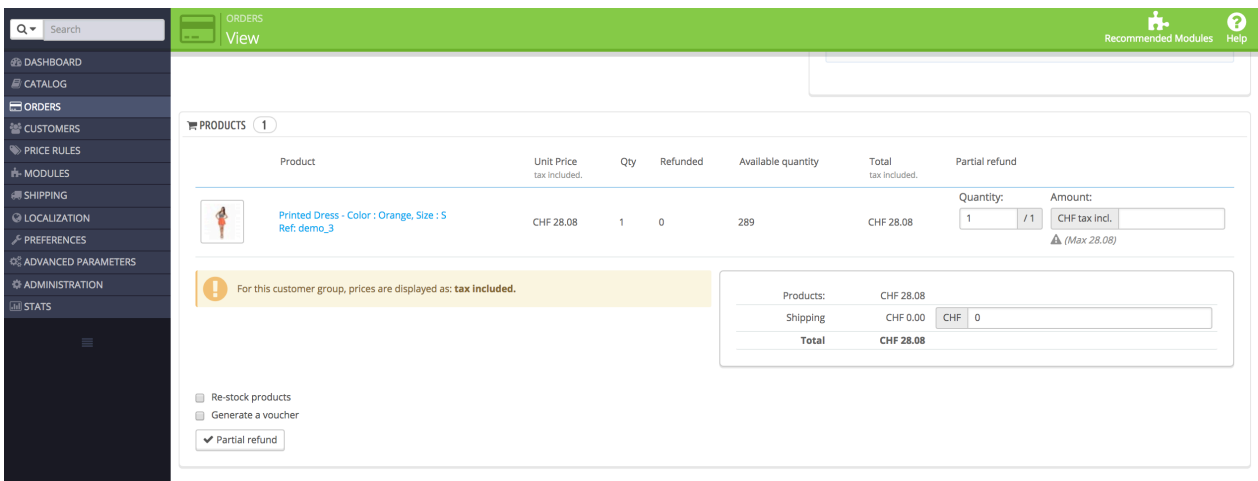 Search
ORDERS
View
Recommended Modules
Help
DASHBOARD
CATALOG
ORDERS
CUSTOMERS
PRICE RULES
MODULES
SHIPPING
LOCALIZATION
PREFERENCES
ADVANCED PARAMETERS
ADMINISTRATION
STATS
PRODUCTS 1
Product Unit Price Qty Refunded Available quantity Total Partial refund
tax included. tax included.
Quantity: Amount:
Printed Dress - Color : Orange, Size : S
Ref: demo_3
CHF 28.08 1 0 289 CHF 28.08 1 / 1 CHF tax incl.
(Max 28.08)
For this customer group, prices are displayed as: tax included.
Products: CHF 28.08
Shipping CHF 0.00 CHF 0
Total CHF 28.08
Re-stock products
Generate a voucher
Partial refund